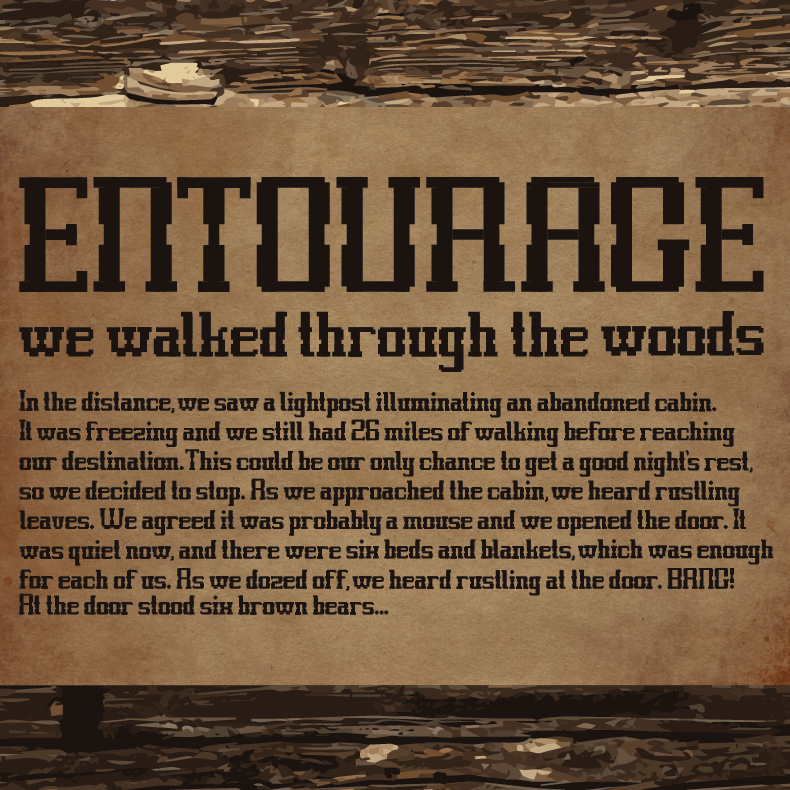 ENTOURAGE
we walked through the woods
In the distance, we saw a lightpost illuminating an abandoned cabin.
It was freezing and we still had 26 miles of walking before reaching
our destination. This could be our only chance to get a good night's rest,
so we decided to stop. As we approached the cabin, we heard rustling
leaves. We agreed it was probably a mouse and we opened the door. It
was quiet now, and there were six beds and blankets, which was enough
for each of us. As we dozed off, we heard rustling at the door. BANG!
At the door stood six brown bears...